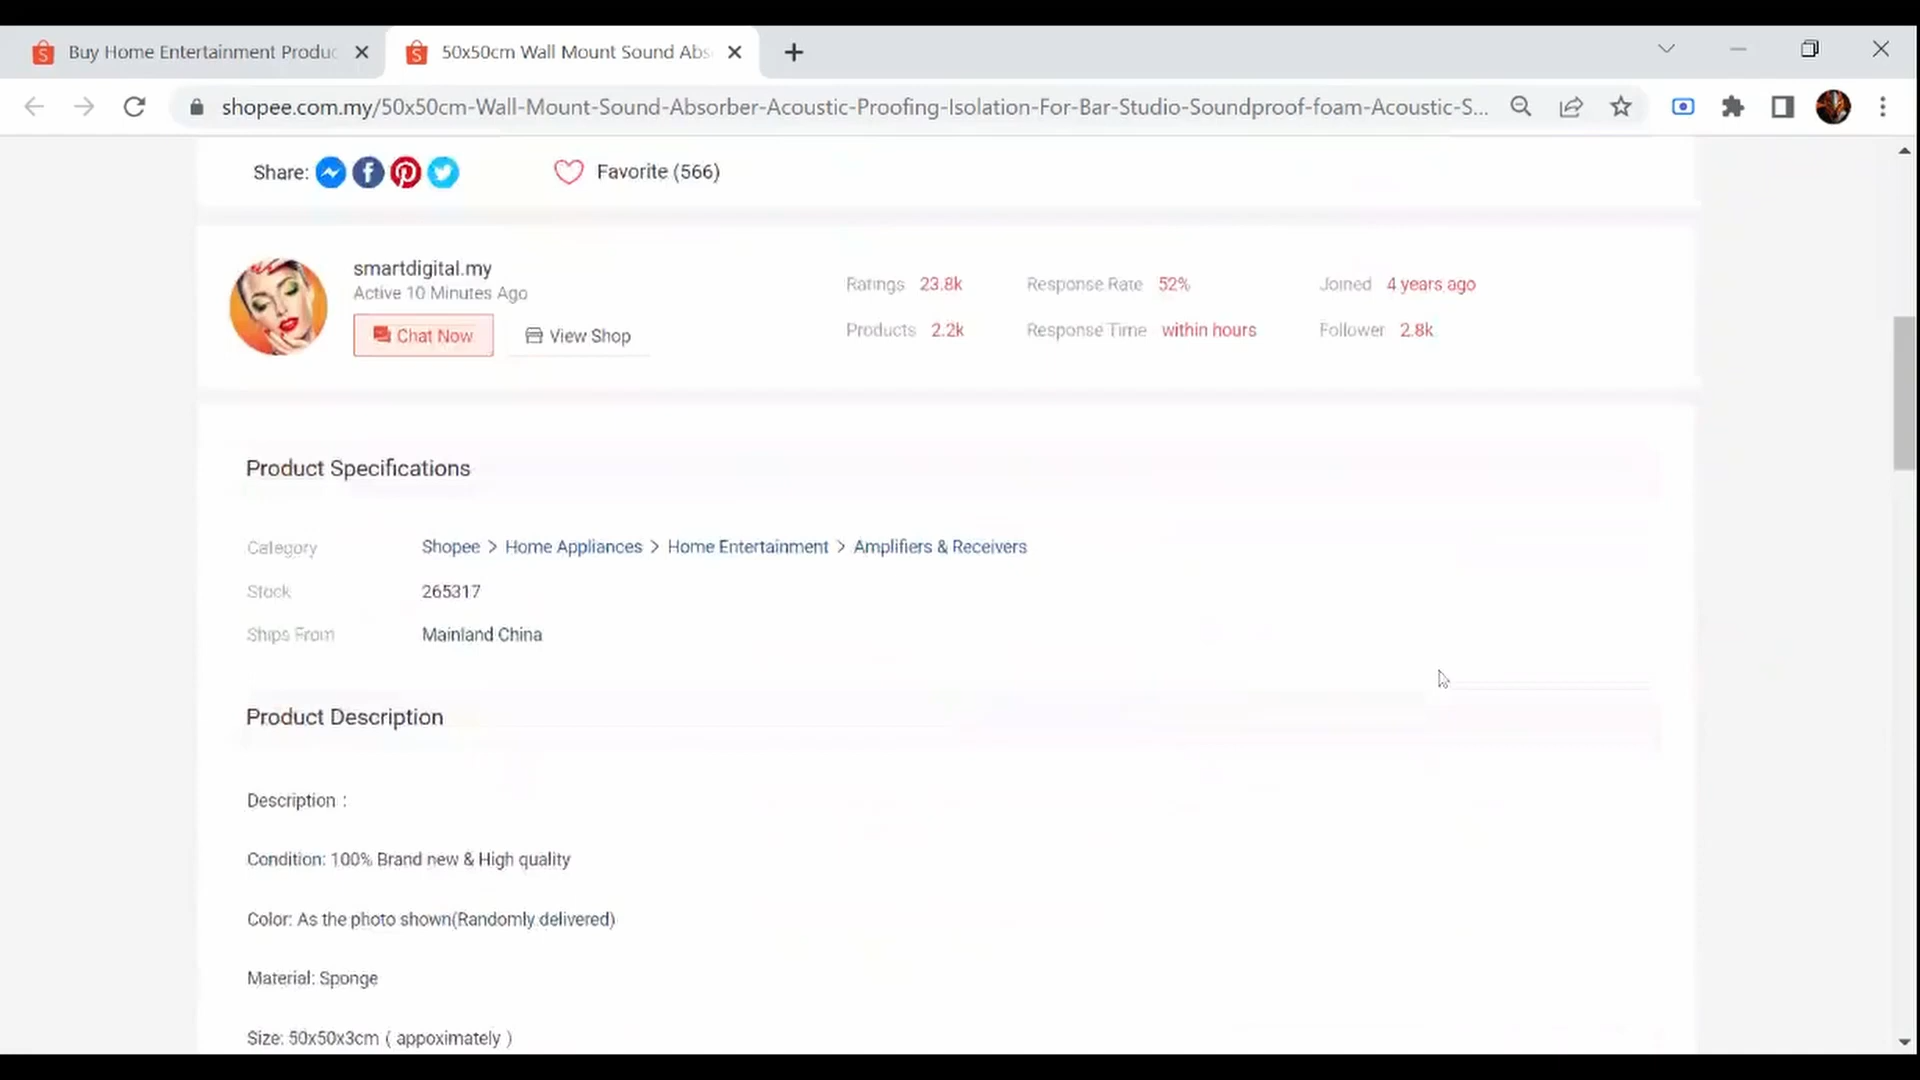 Buy Home Entertainment Produc
50x50cm Wall Mount Sound Abs
shopee.com.my/50x50cm-Wall-Mount-Sound-Absorber-Acoustic-Proofing-Isolation-For-Bar-Studio-Soundproof-foam-Acoustic-S...
Share: Favorite (566)
smartdigital.my
Active 10 Minutes Ago
Chat Now View Shop
Ratings 23.8k Response Rate 52% Joined 4 years ago
Products 2.2k Response Time within hours Follower 2.8k
Product Specifications
Category Shopee > Home Appliances > Home Entertainment > Amplifiers & Receivers
Stock 265317
Ships From Mainland China
Product Description
Description :
Condition: 100% Brand new & High quality
Color: As the photo shown(Randomly delivered)
Material: Sponge
Size: 50x50x3cm ( appoximately )